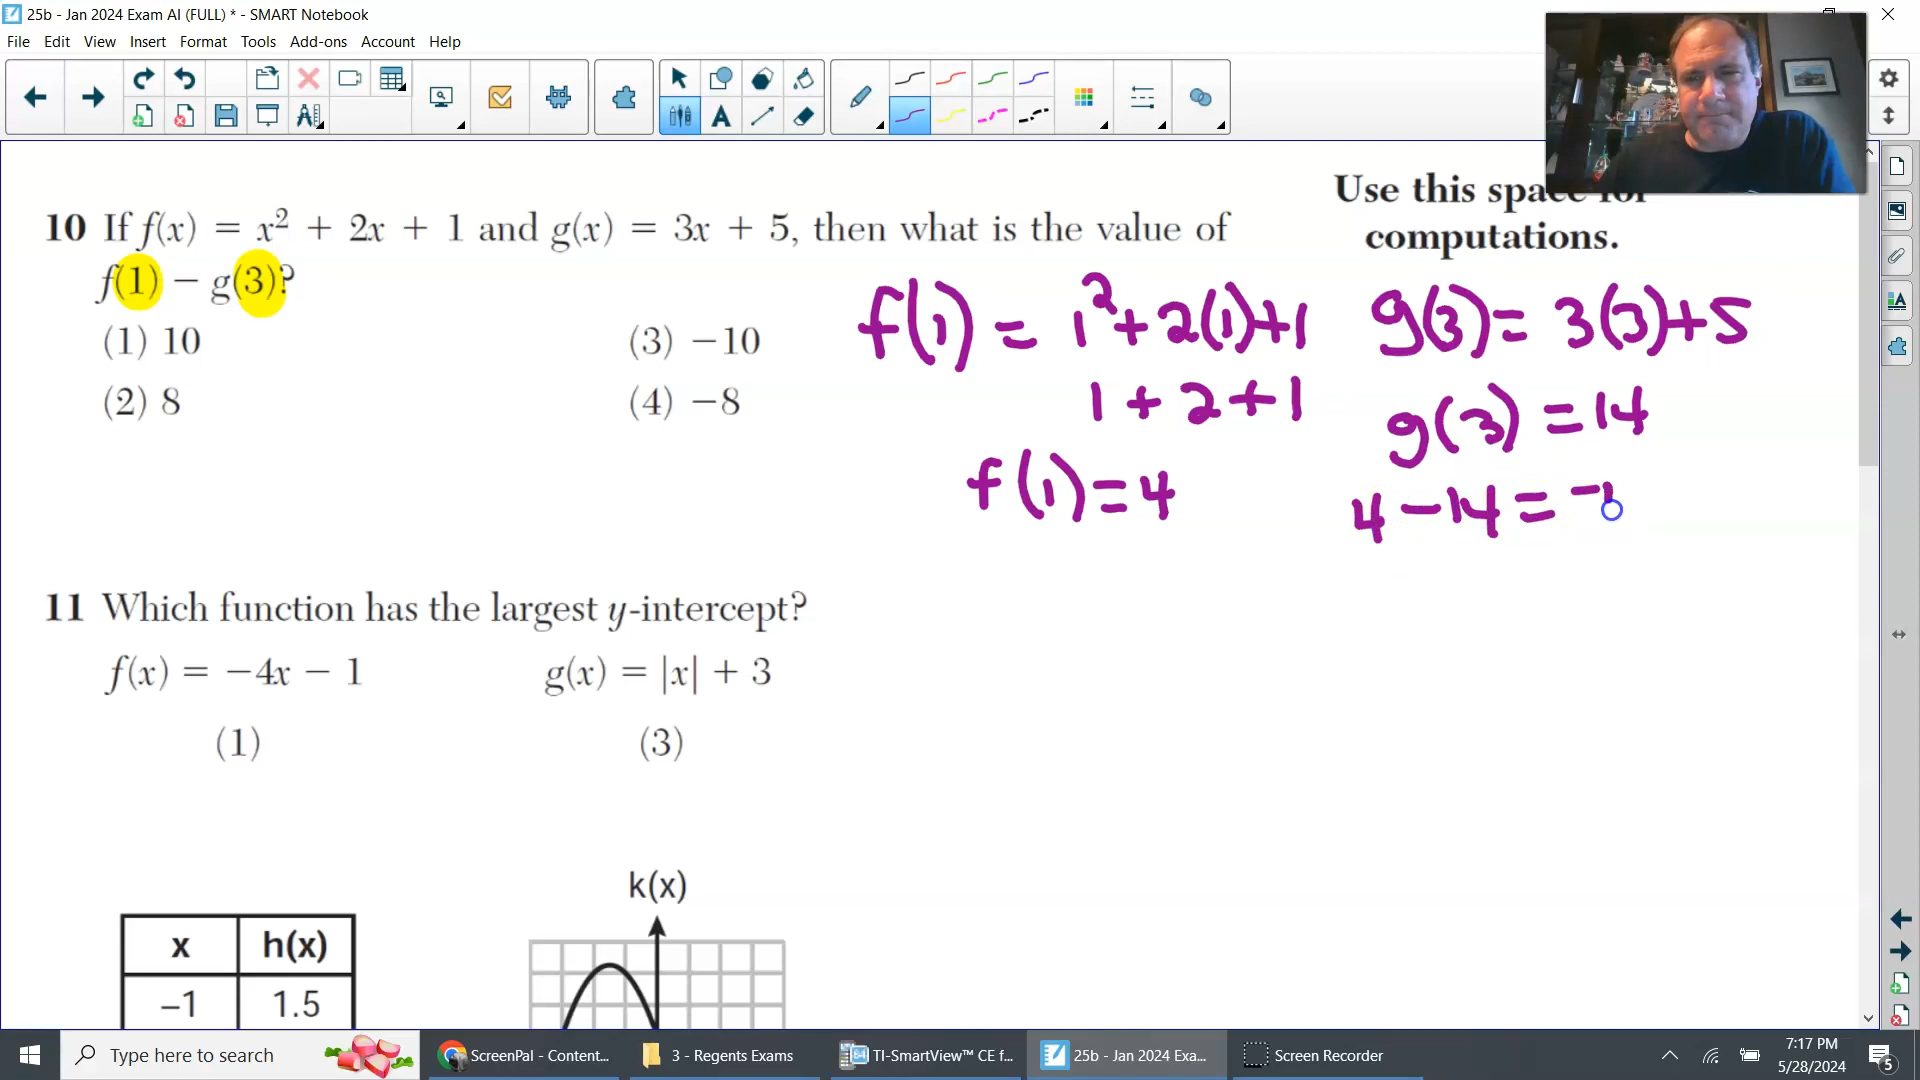 25b - Jan 2024 Exam AI (FULL) * - SMART Notebook
File Edit View Insert Format Tools Add-ons Account Help
Use this space for
computations.
10 If f(x) = x² + 2x + 1 and g(x) = 3x + 5, then what is the value of
f(1) − g(3)?
(1) 10 (3) −10
(2) 8 (4) −8
f(1) = 1² + 2(1) + 1
1 + 2 + 1
f(1) = 4
g(3) = 3(3) + 5
g(3) = 14
4 − 14 = −1
11 Which function has the largest y-intercept?
f(x) = −4x − 1 g(x) = |x| + 3
(1) (3)
k(x)
x h(x)
−1 1.5
Type here to search
ScreenPal - Content...
3 - Regents Exams
TI-SmartView™ CE f...
25b - Jan 2024 Exa...
Screen Recorder
7:17 PM
5/28/2024
5